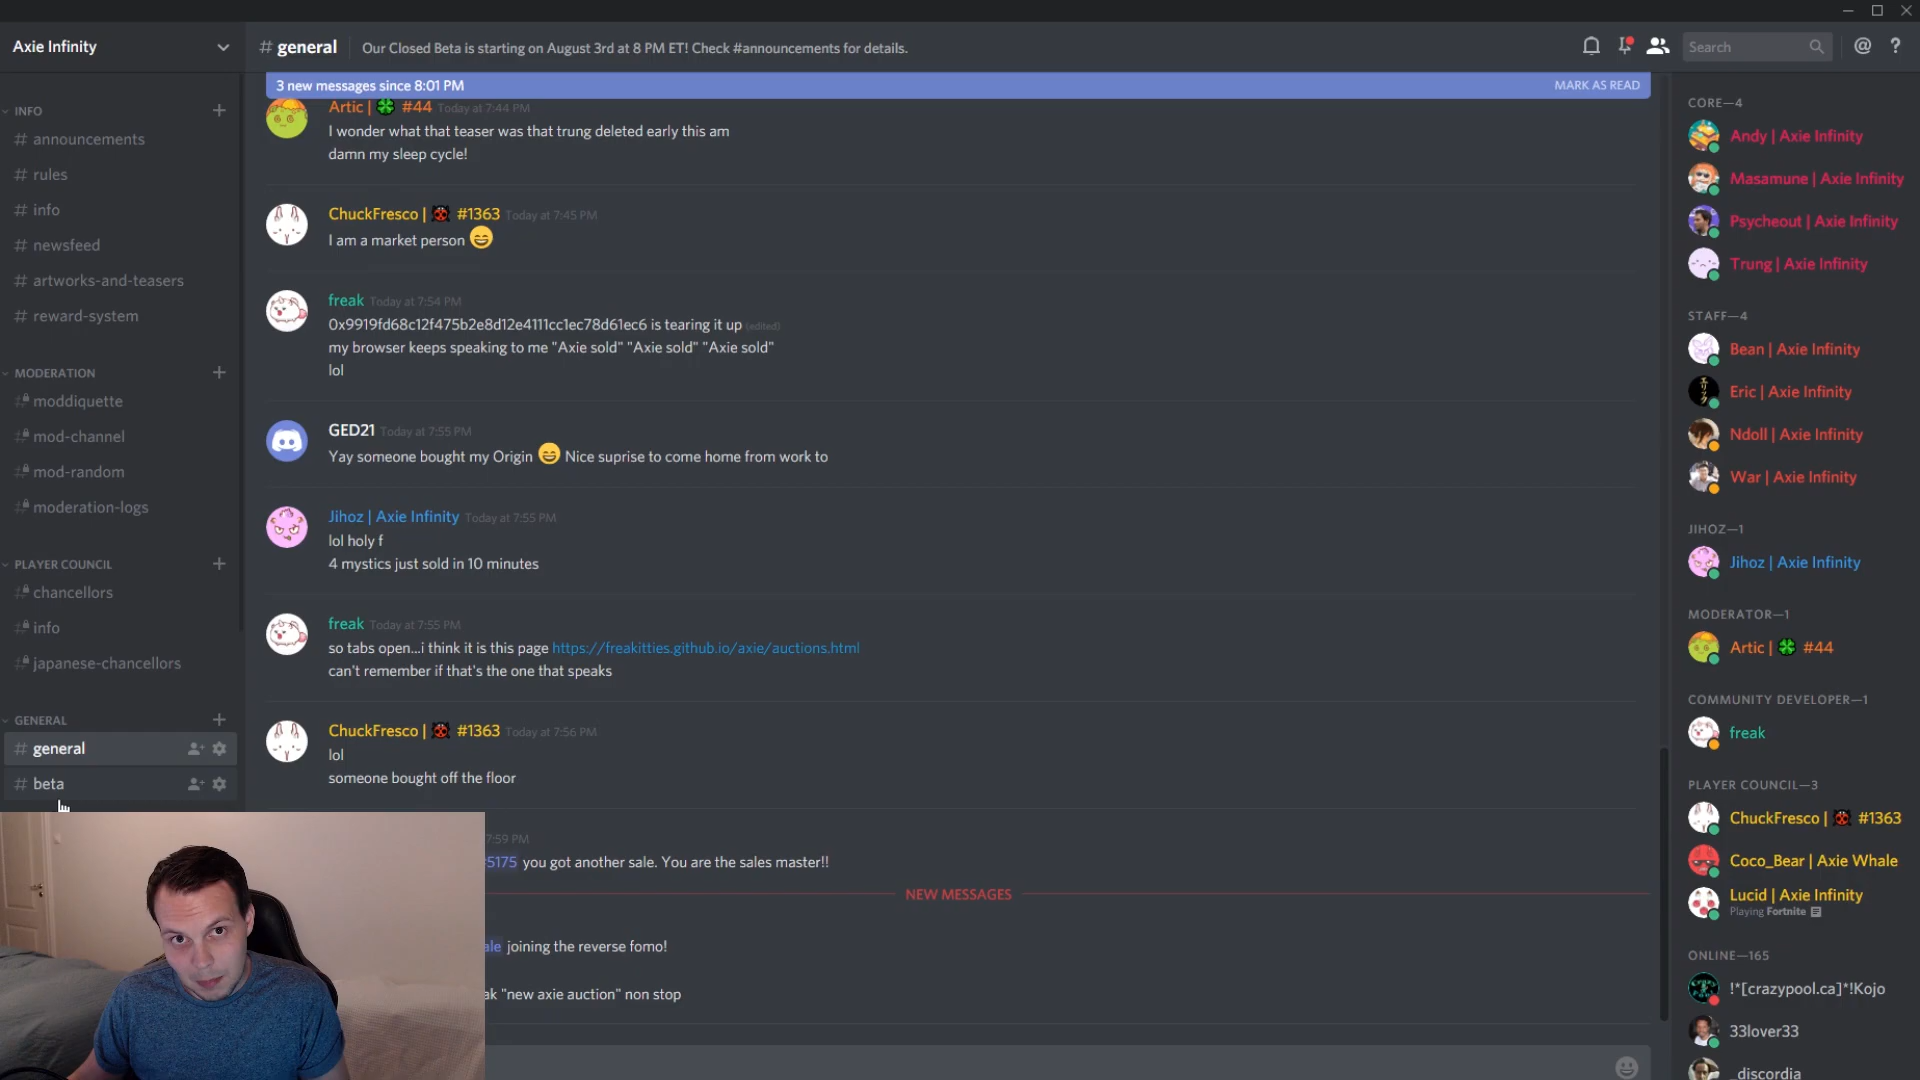 Axie Infinity
# general
Our Closed Beta is starting on August 3rd at 8 PM ET! Check #announcements for details.
Search
@
?
INFO
# announcements
# rules
# info
# newsfeed
# artworks-and-teasers
# reward-system
MODERATION
# moddiquette
# mod-channel
# mod-random
# moderation-logs
PLAYER COUNCIL
# chancellors
# info
# japanese-chancellors
GENERAL
# general
# beta
3 new messages since 8:01 PM
MARK AS READ
Artic | 🍀 #44 Today at 7:44 PM
I wonder what that teaser was that trung deleted early this am
damn my sleep cycle!
ChuckFresco | 🐞 #1363 Today at 7:45 PM
I am a market person 😄
freak Today at 7:54 PM
0x9919fd68c12f475b2e8d12e4111cc1ec78d61ec6 is tearing it up (edited)
my browser keeps speaking to me "Axie sold" "Axie sold" "Axie sold"
lol
GED21 Today at 7:55 PM
Yay someone bought my Origin 😄 Nice suprise to come home from work to
Jihoz | Axie Infinity Today at 7:55 PM
lol holy f
4 mystics just sold in 10 minutes
freak Today at 7:55 PM
so tabs open...i think it is this page https://freakitties.github.io/axie/auctions.html
can't remember if that's the one that speaks
ChuckFresco | 🐞 #1363 Today at 7:56 PM
lol
someone bought off the floor
7:59 PM
5175 you got another sale. You are the sales master!!
NEW MESSAGES
ale joining the reverse fomo!
ak "new axie auction" non stop
CORE—4
Andy | Axie Infinity
Masamune | Axie Infinity
Psycheout | Axie Infinity
Trung | Axie Infinity
STAFF—4
Bean | Axie Infinity
Eric | Axie Infinity
Ndoll | Axie Infinity
War | Axie Infinity
JIHOZ—1
Jihoz | Axie Infinity
MODERATOR—1
Artic | 🍀 #44
COMMUNITY DEVELOPER—1
freak
PLAYER COUNCIL—3
ChuckFresco | 🐞 #1363
Coco_Bear | Axie Whale
Lucid | Axie Infinity
Playing Fortnite
ONLINE—165
!*[crazypool.ca]*!Kojo
33lover33
_discordia